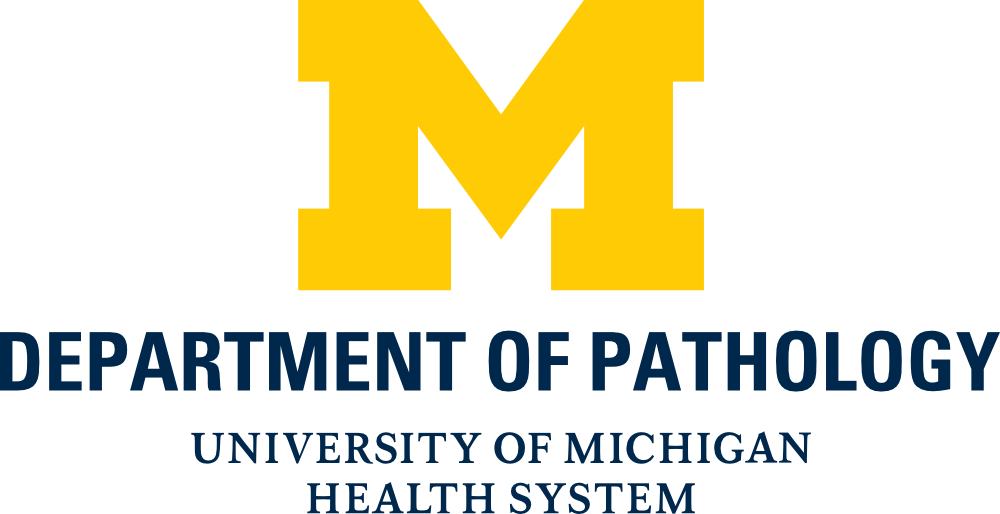 M
DEPARTMENT OF PATHOLOGY
UNIVERSITY OF MICHIGAN
HEALTH SYSTEM